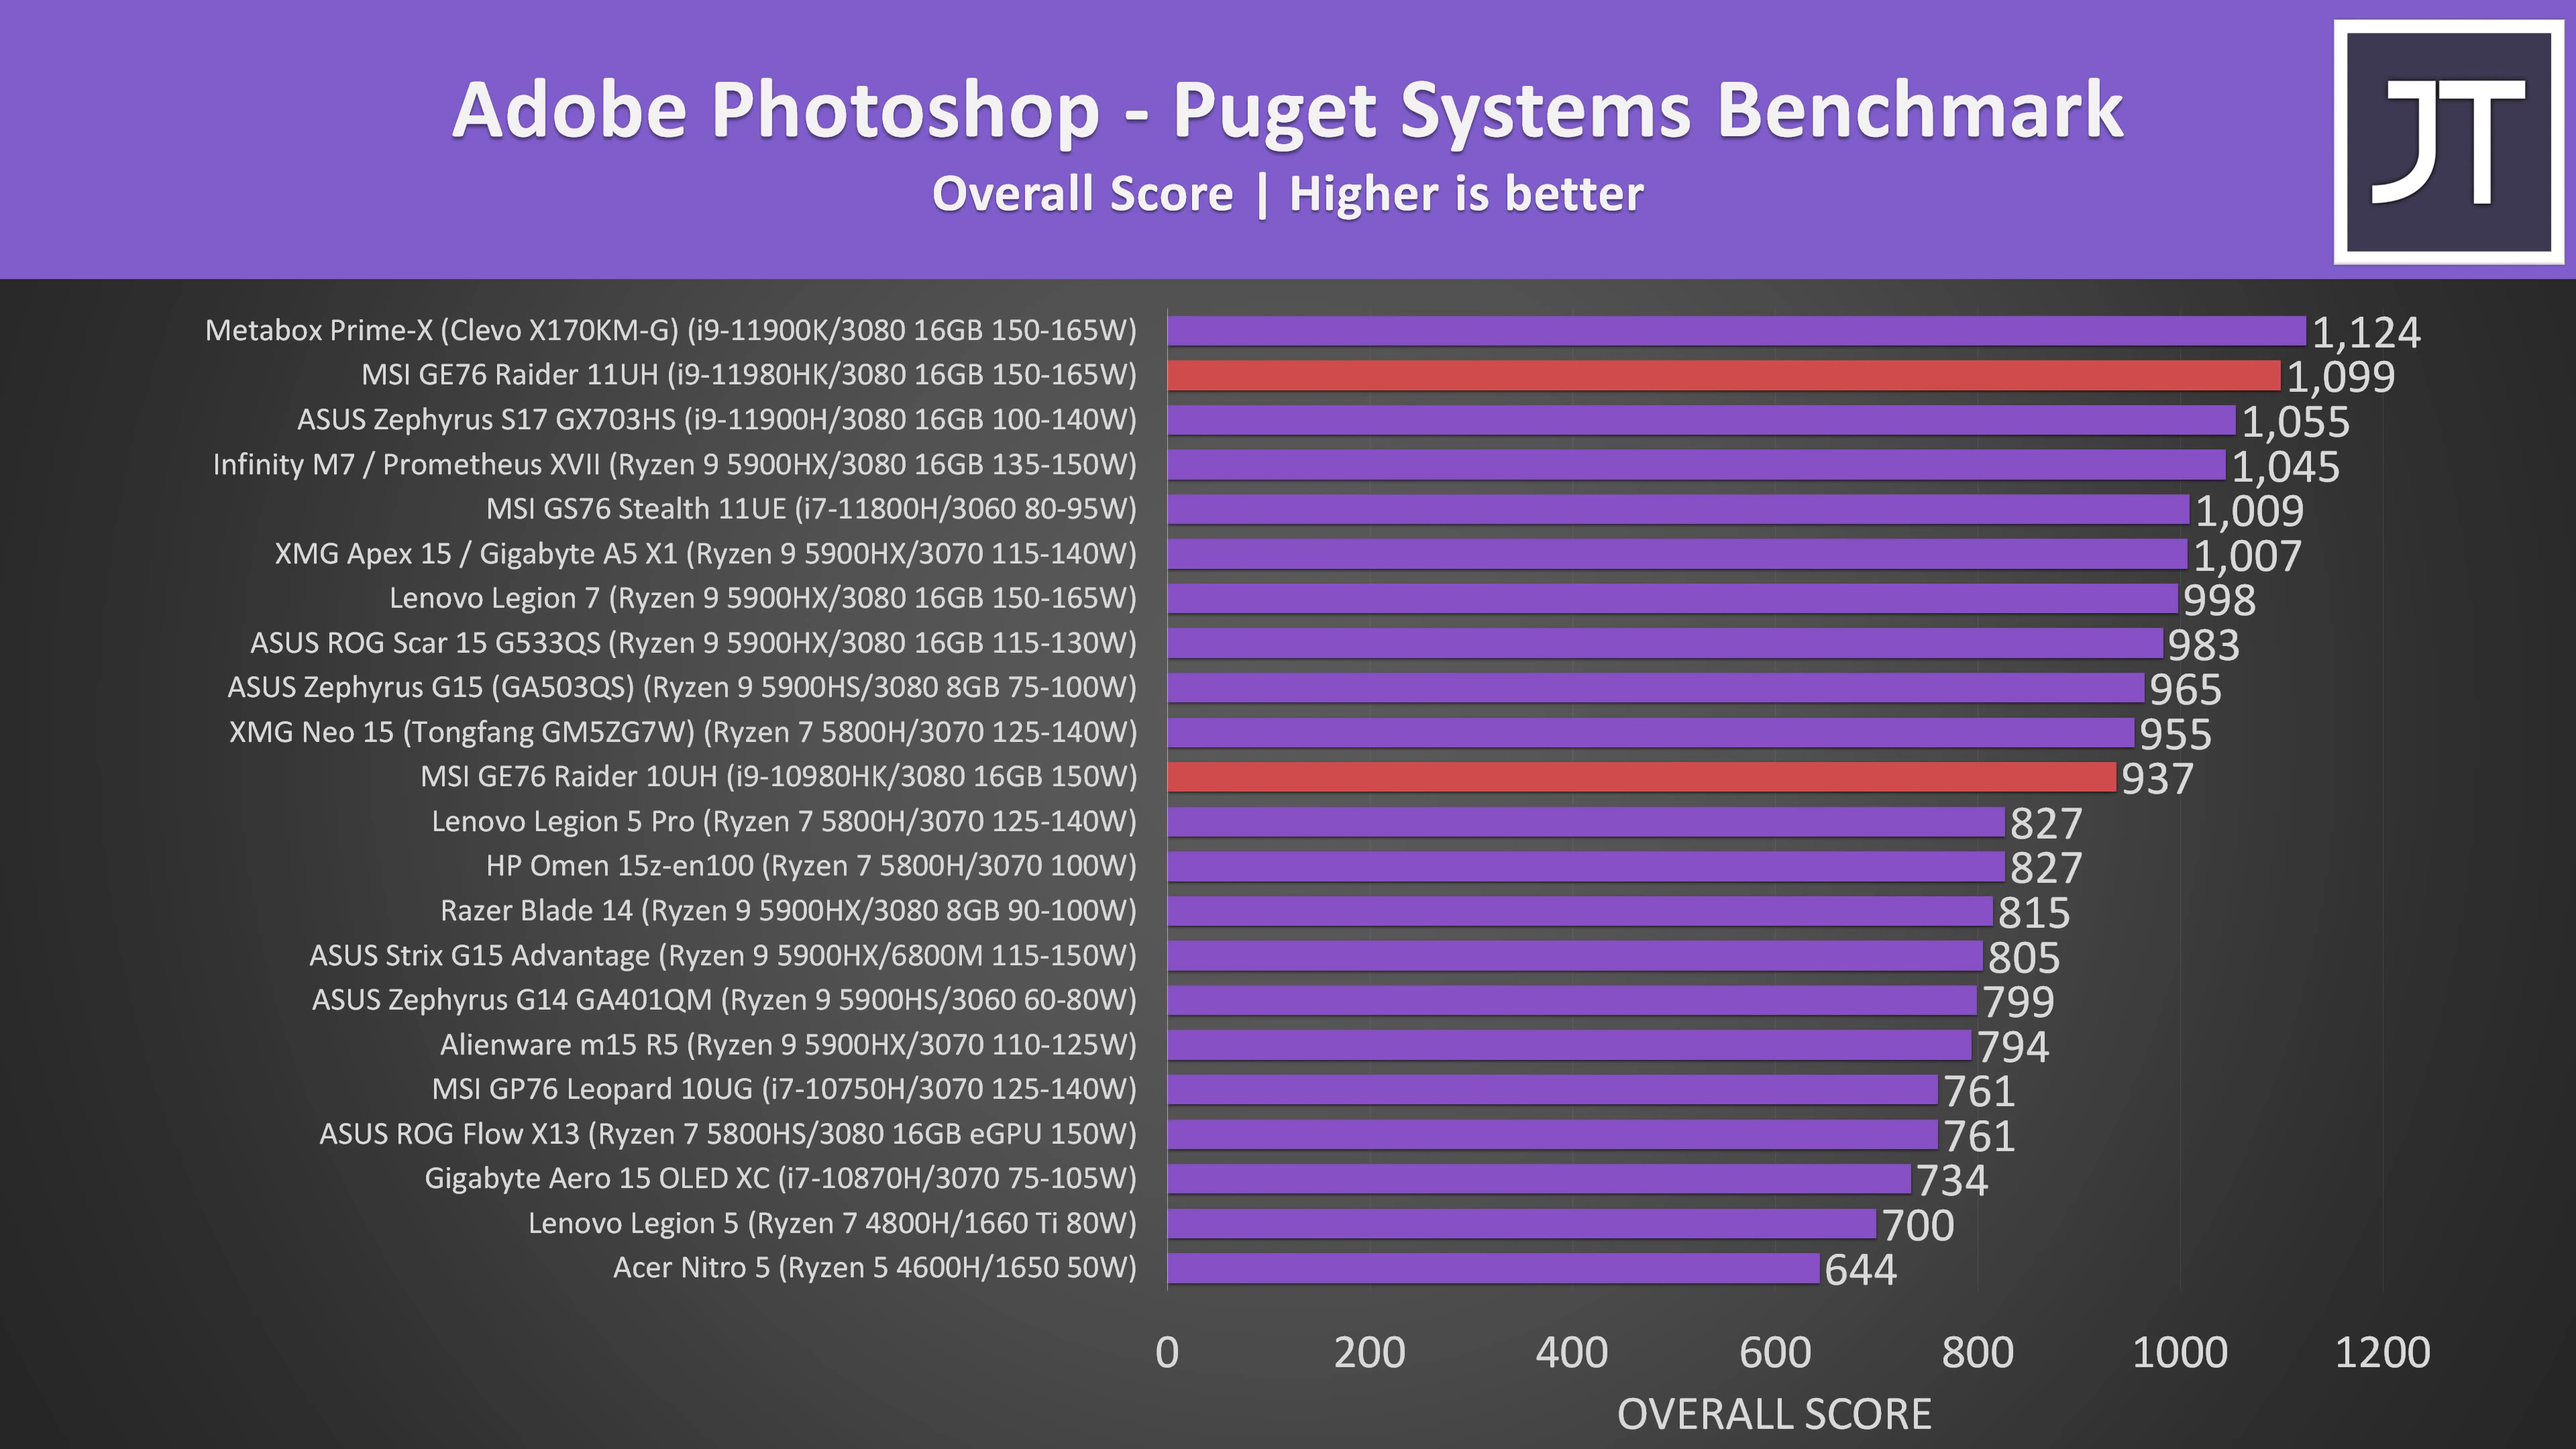 Adobe Photoshop - Puget Systems Benchmark
Overall Score | Higher is better
JT
Metabox Prime-X (Clevo X170KM-G) (i9-11900K/3080 16GB 150-165W) 1,124
MSI GE76 Raider 11UH (i9-11980HK/3080 16GB 150-165W) 1,099
ASUS Zephyrus S17 GX703HS (i9-11900H/3080 16GB 100-140W) 1,055
Infinity M7 / Prometheus XVII (Ryzen 9 5900HX/3080 16GB 135-150W) 1,045
MSI GS76 Stealth 11UE (i7-11800H/3060 80-95W) 1,009
XMG Apex 15 / Gigabyte A5 X1 (Ryzen 9 5900HX/3070 115-140W) 1,007
Lenovo Legion 7 (Ryzen 9 5900HX/3080 16GB 150-165W) 998
ASUS ROG Scar 15 G533QS (Ryzen 9 5900HX/3080 16GB 115-130W) 983
ASUS Zephyrus G15 (GA503QS) (Ryzen 9 5900HS/3080 8GB 75-100W) 965
XMG Neo 15 (Tongfang GM5ZG7W) (Ryzen 7 5800H/3070 125-140W) 955
MSI GE76 Raider 10UH (i9-10980HK/3080 16GB 150W) 937
Lenovo Legion 5 Pro (Ryzen 7 5800H/3070 125-140W) 827
HP Omen 15z-en100 (Ryzen 7 5800H/3070 100W) 827
Razer Blade 14 (Ryzen 9 5900HX/3080 8GB 90-100W) 815
ASUS Strix G15 Advantage (Ryzen 9 5900HX/6800M 115-150W) 805
ASUS Zephyrus G14 GA401QM (Ryzen 9 5900HS/3060 60-80W) 799
Alienware m15 R5 (Ryzen 9 5900HX/3070 110-125W) 794
MSI GP76 Leopard 10UG (i7-10750H/3070 125-140W) 761
ASUS ROG Flow X13 (Ryzen 7 5800HS/3080 16GB eGPU 150W) 761
Gigabyte Aero 15 OLED XC (i7-10870H/3070 75-105W) 734
Lenovo Legion 5 (Ryzen 7 4800H/1660 Ti 80W) 700
Acer Nitro 5 (Ryzen 5 4600H/1650 50W) 644
0 200 400 600 800 1000 1200
OVERALL SCORE